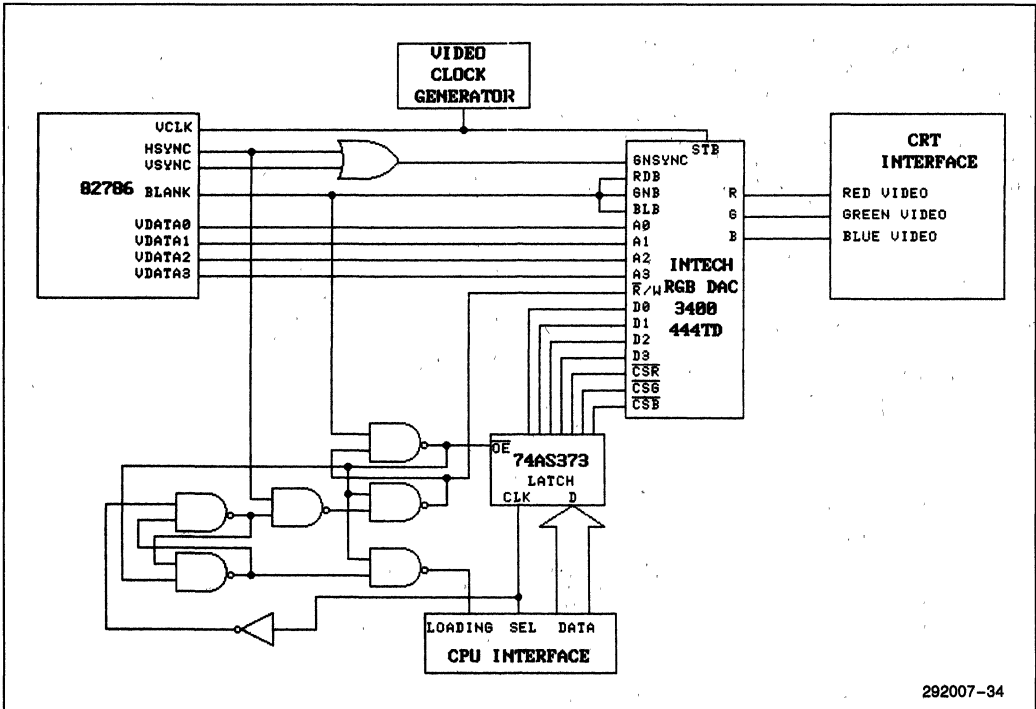 VIDEO
CLOCK
GENERATOR
82786
VCLK
HSYNC
VSYNC
BLANK
VDATA0
VDATA1
VDATA2
VDATA3
STB
GNSYNC
RDB
GNB
BLB
A0
A1
A2
A3
R/W
D0
D1
D2
D3
CSR
CSG
CSB
R
G
B
INTECH
RGB DAC
3400
444TD
CRT
INTERFACE
RED VIDEO
GREEN VIDEO
BLUE VIDEO
OE
74AS373
LATCH
CLK D
LOADING SEL DATA
CPU INTERFACE
292007-34